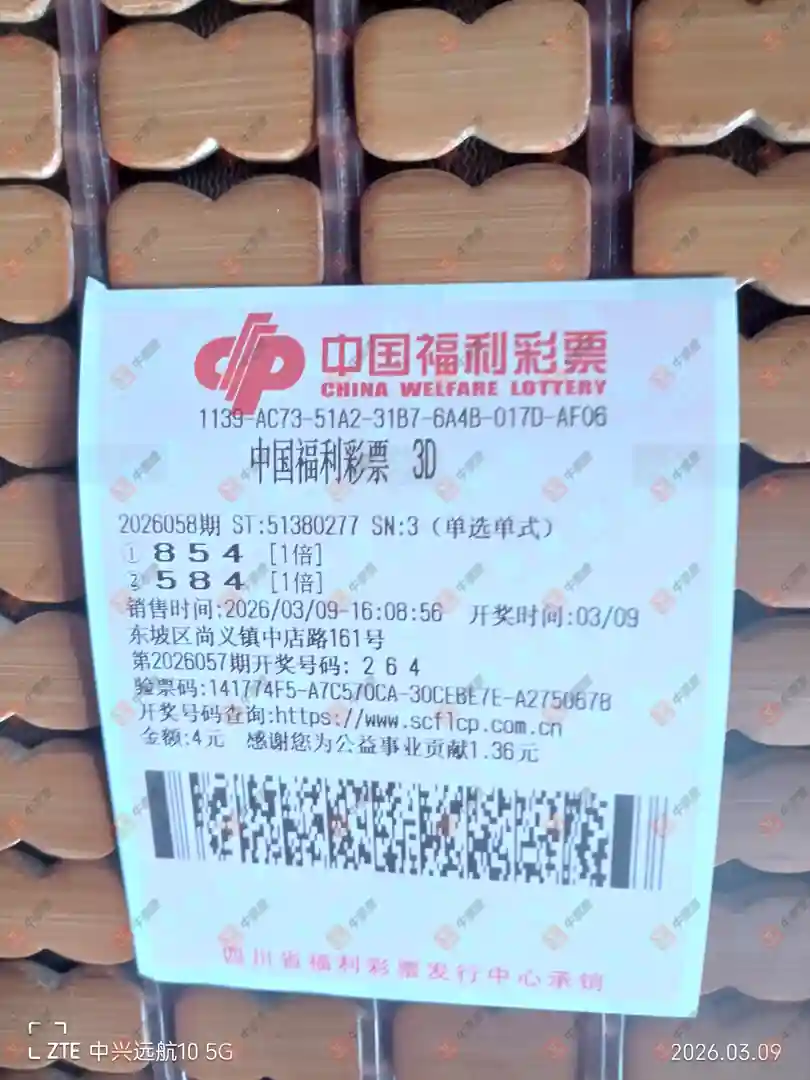 中国福利彩票
CHINA WELFARE LOTTERY
1139-AC73-51A2-31B7-6A4B-017D-AF06
中国福利彩票 3D
2026058期 ST:51380277 SN:3 (单选单式)
① 8 5 4 [1倍]
② 5 8 4 [1倍]
销售时间:2026/03/09-16:08:56 开奖时间:03/09
东坡区尚义镇中店路161号
第2026057期开奖号码: 2 6 4
验票码:141774F5-A7C570CA-30CEBE7E-A275067B
开奖号码查询:https://www.scflcp.com.cn
金额:4元 感谢您为公益事业贡献1.36元
四川省福利彩票发行中心承销
ZTE 中兴远航10 5G
2026.03.09